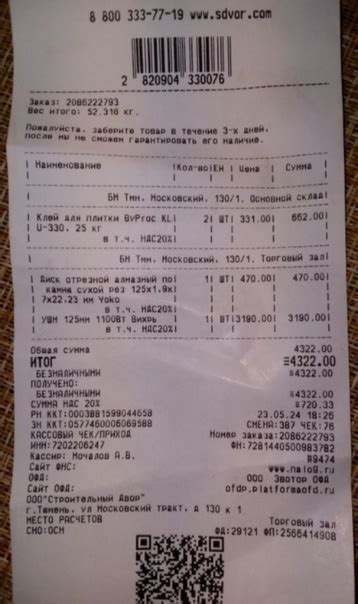 8 800 333-77-19 www.sdvor.com
2 820904 330076
Заказ: 2086222793
Вес итого: 52.316 кг.
Пожалуйста, заберите товар в течение 3-х дней,
после мы не сможем гарантировать его наличие.
Наименование |Кол-во|ЕИ| Цена | Сумма
БМ Тмн. Московский. 130/1. Основной склад
Клей для плитки ByProc KL| 2| ШТ| 331.00| 662.00
U-330. 25 кг
в т.ч. НДС20%
БМ Тмн. Московский. 130/1. Торговый зал
Диск отрезной алмазный по| 1| ШТ| 470.00| 470.00
камню сухой рез 125x1.9x
7x22.23 мм Yoko
в т.ч. НДС20%
УШМ 125мм 1100Вт Вихрь | 1| ШТ|3190.00| 3190.00
в т.ч. НДС20%
Общая сумма 4322.00
ИТОГ ≡4322.00
БЕЗНАЛИЧНЫМИ ≡4322.00
ПОЛУЧЕНО:
БЕЗНАЛИЧНЫМИ ≡4322.00
СУММА НДС 20% ≡720.33
РН ККТ:0003881599044658 23.05.24 18:26
ЗН ККТ:0577460006069588 СМЕНА:387 ЧЕК:76
КАССОВЫЙ ЧЕК/ПРИХОД Номер заказа:2086222793
ИНН:7202206247 ФН:7281440500983782
Кассир: Мочалов А.В. #9474
Сайт ФНС: www.nalog.ru
ОФД: ООО Эвотор ОФД
Сайт ОФД: ofdp.platformaofd.ru
ООО"Строительный Двор"
г.Тюмень, ул Московский тракт, д 130 к 1
МЕСТО РАСЧЕТОВ Торговый зал
СНО:ОСН ФД:29121 ФП:2566414908